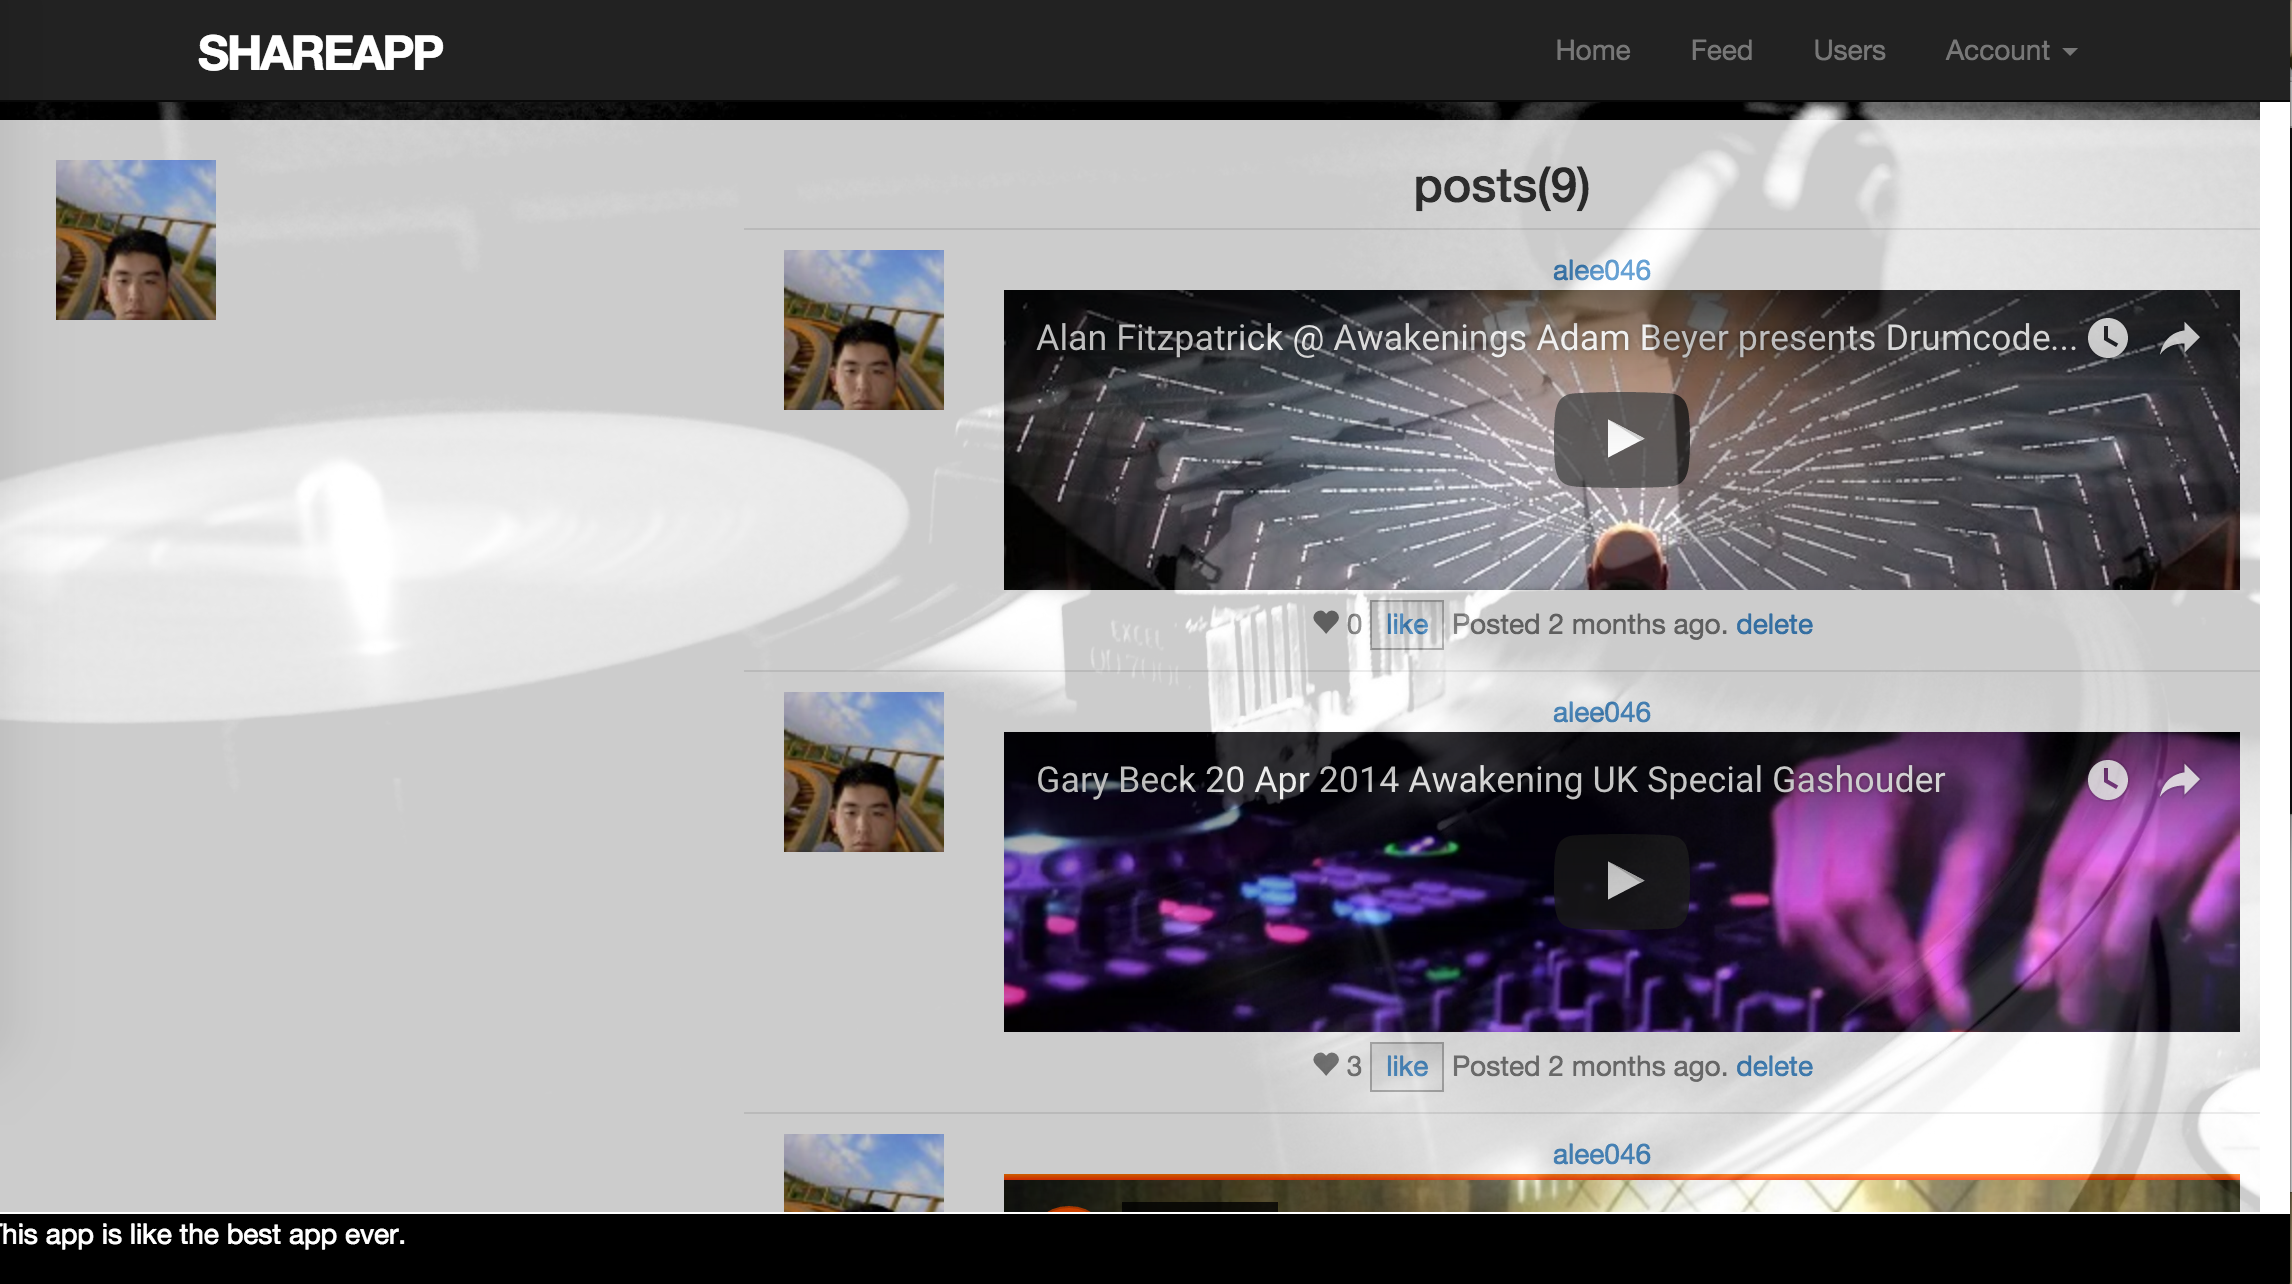 SHAREAPP
Home Feed Users Account
posts(9)
alee046
Alan Fitzpatrick @ Awakenings Adam Beyer presents Drumcode...
0 like Posted 2 months ago. delete
alee046
Gary Beck 20 Apr 2014 Awakening UK Special Gashouder
3 like Posted 2 months ago. delete
alee046
his app is like the best app ever.